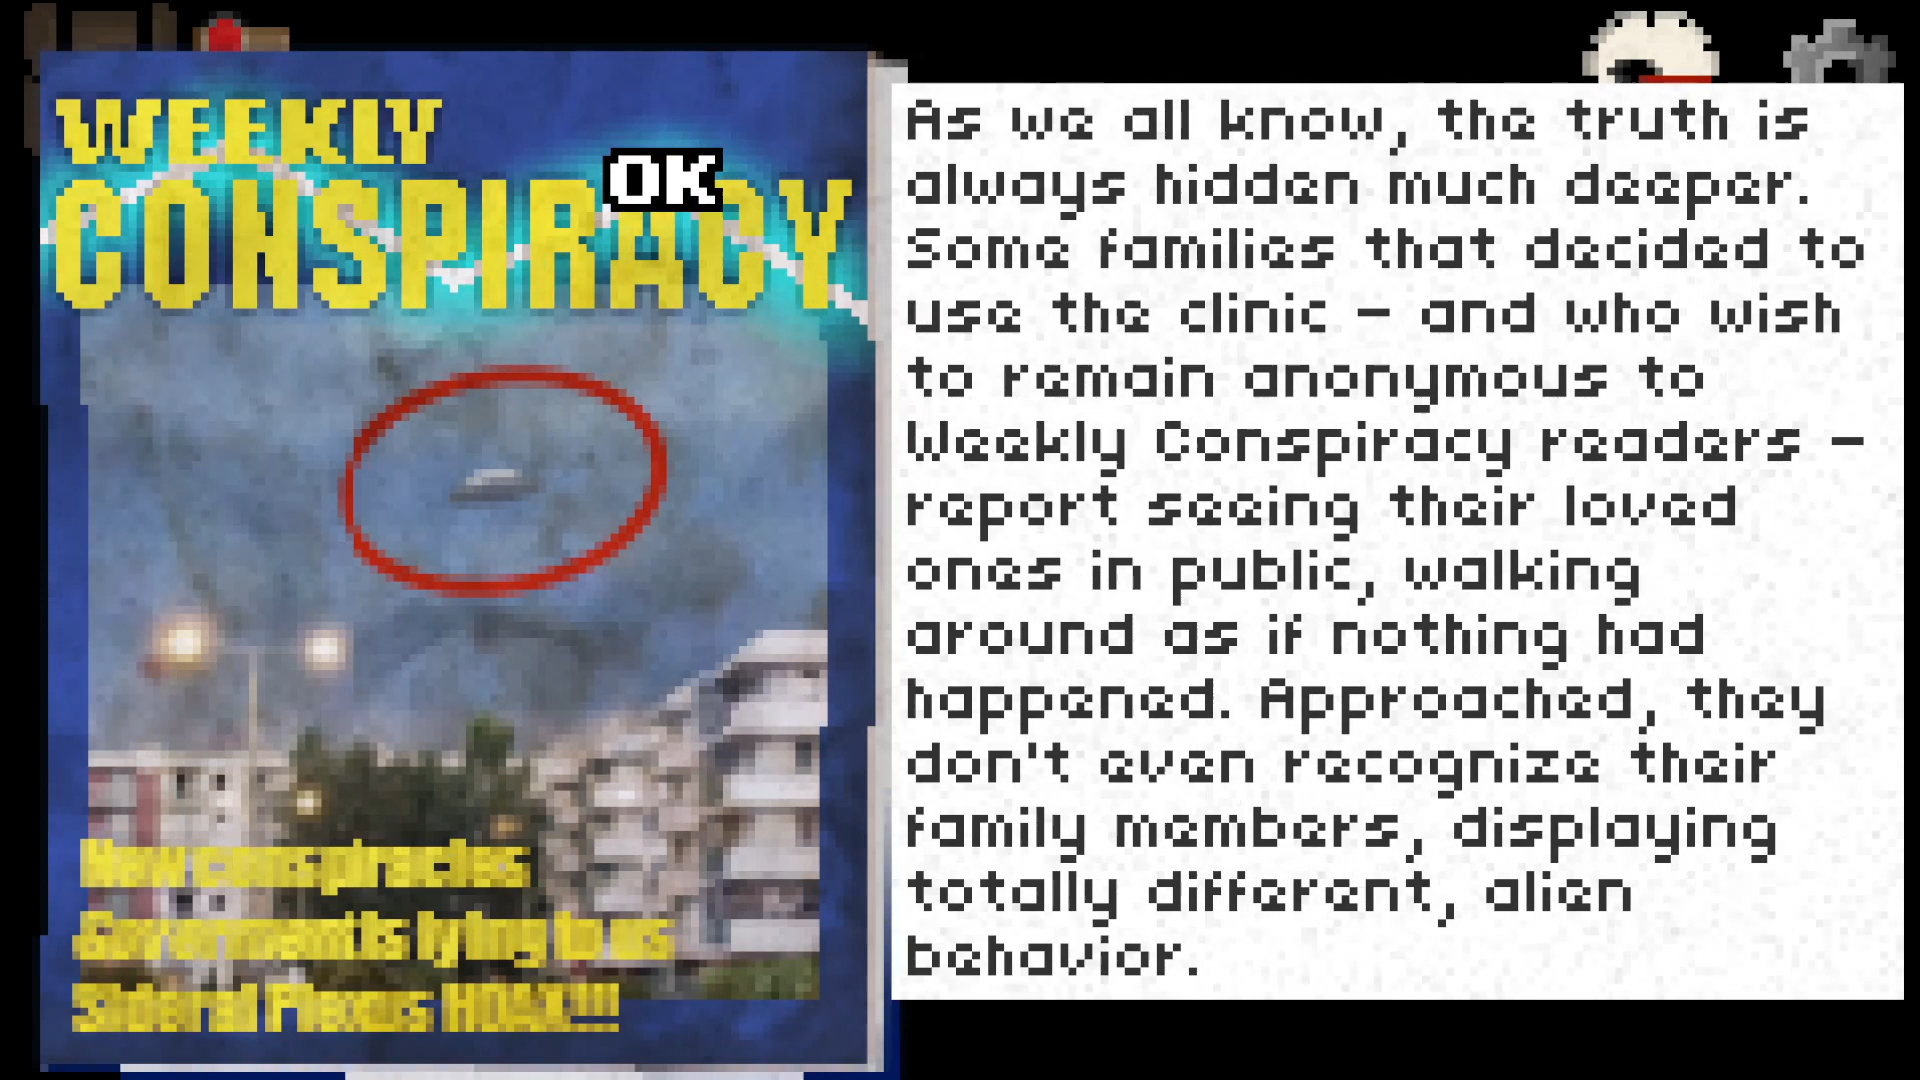 WEEKLY
CONSPIRACY
OK
New conspiracies
Government is lying to us
Sidereal Plexus HOAX!!!
As we all know, the truth is
always hidden much deeper.
Some families that decided to
use the clinic – and who wish
to remain anonymous to
Weekly Conspiracy readers –
report seeing their loved
ones in public, walking
around as if nothing had
happened. Approached, they
don't even recognize their
family members, displaying
totally different, alien
behavior.